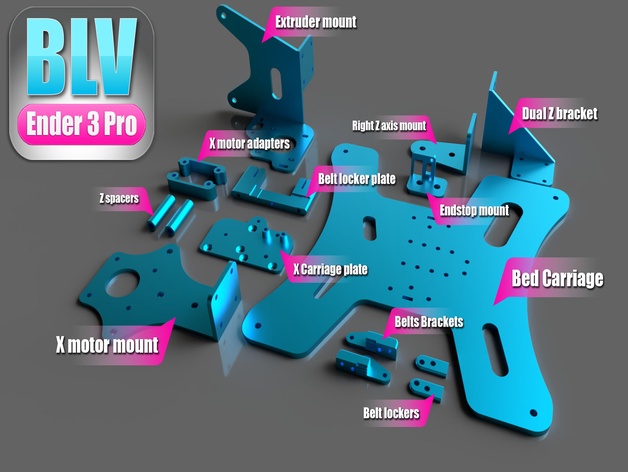 BLV
Ender 3 Pro
Extruder mount
Dual Z bracket
Right Z axis mount
X motor adapters
Belt locker plate
Z spacers
Endstop mount
X Carriage plate
Bed Carriage
Belts Brackets
X motor mount
Belt lockers